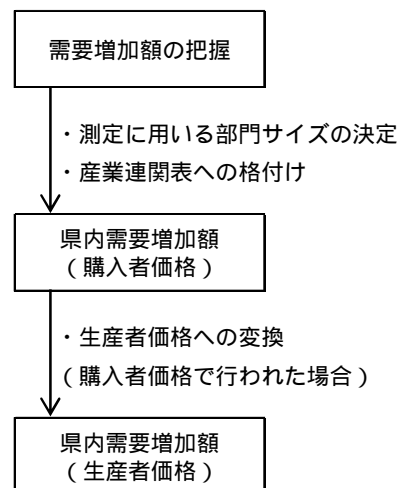 需要増加額の把握
・測定に用いる部門サイズの決定
・産業連関表への格付け
県内需要増加額
（購入者価格）
・生産者価格への変換
（購入者価格で行われた場合）
県内需要増加額
（生産者価格）